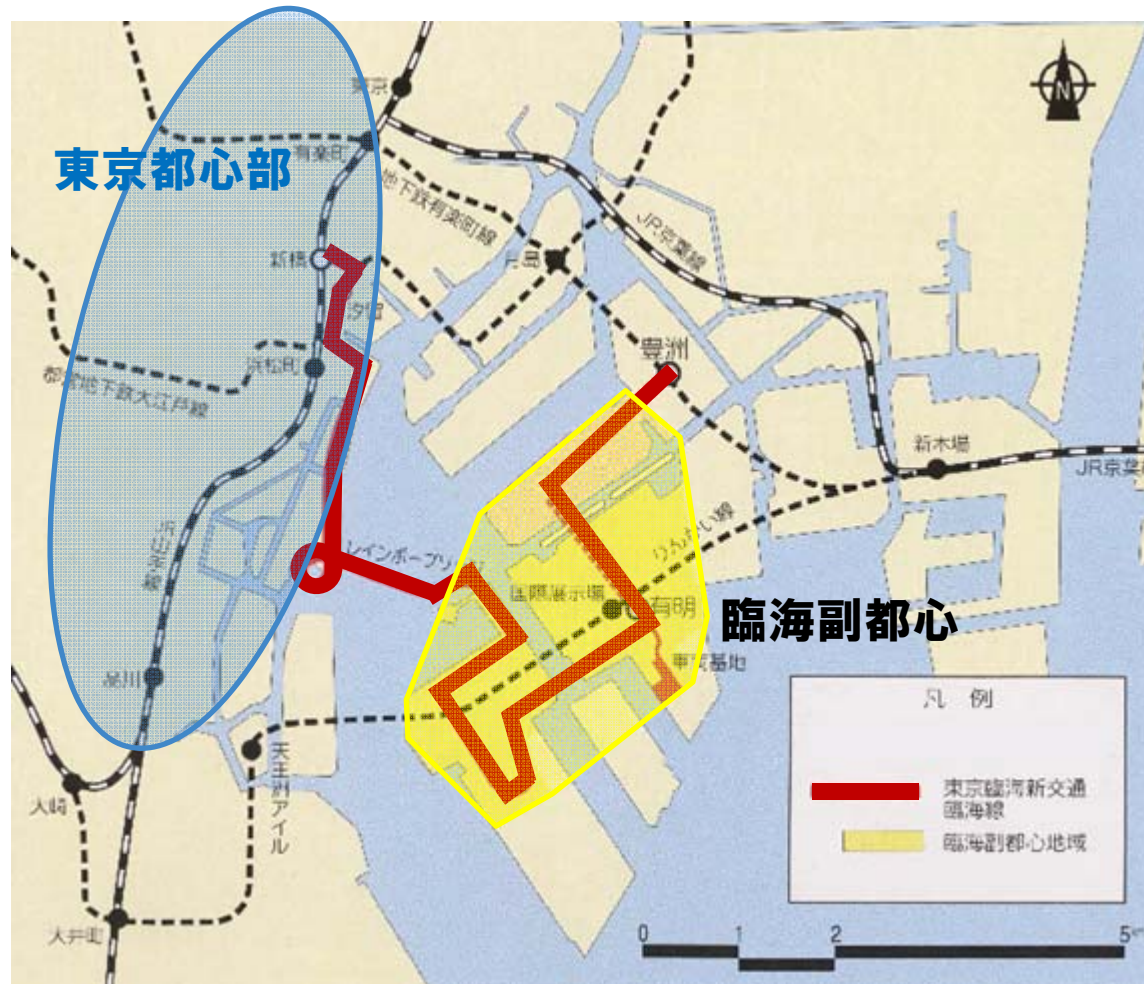 東京
有楽町
東京都心部
地下鉄有楽町線
JR京葉線
新橋
月島
汐留
豊洲
浜松町
都営地下鉄大江戸線
新木場
JR京葉
りんかい線
JR山手線
レインボーブリッジ
国際展示場
有明
臨海副都心
車両基地
品川
天王洲アイル
大崎
大井町
凡 例
東京臨海新交通
臨海線
臨海副都心地域
N
0
1
2
5km